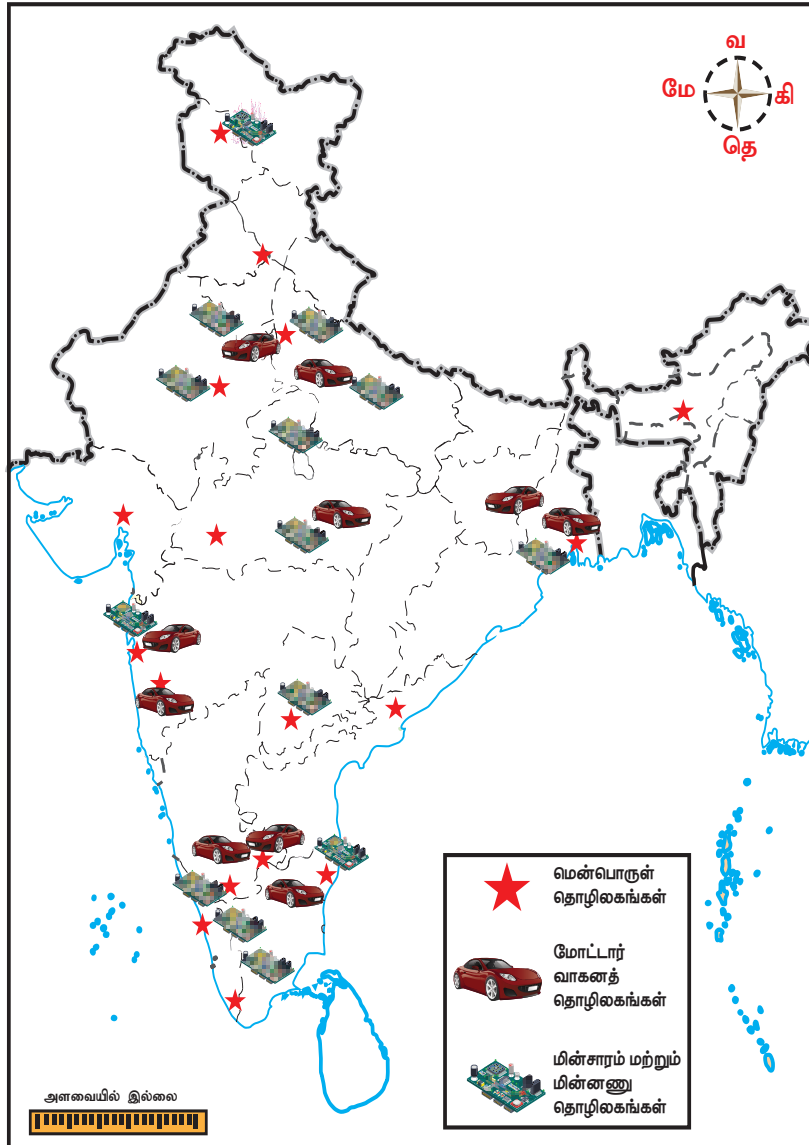 வ
மே
கி
தெ
மென்பொருள்
தொழிலகங்கள்
மோட்டார்
வாகனத்
தொழிலகங்கள்
மின்சாரம் மற்றும்
மின்னணு
தொழிலகங்கள்
அளவையில் இல்லை